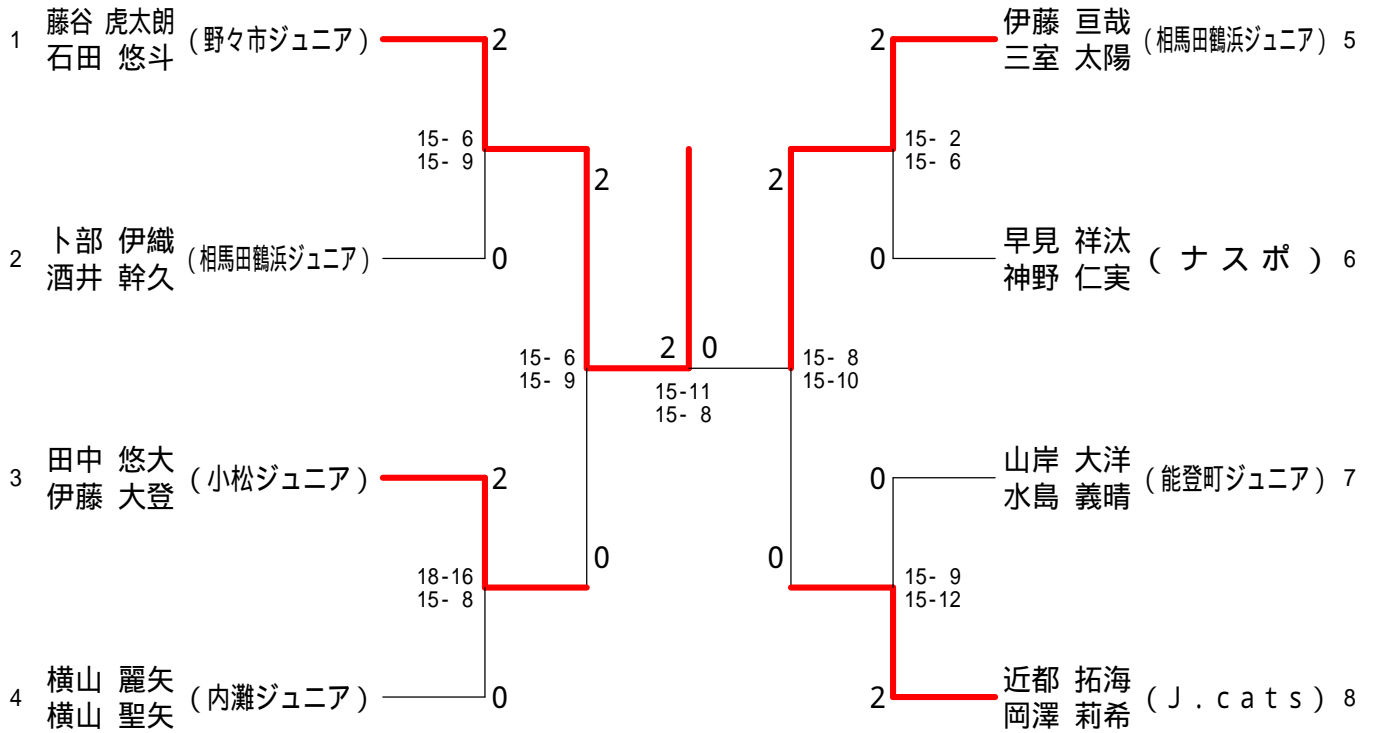 1 藤谷 虎太朗 (野々市ジュニア) 2
石田 悠斗
15- 6
15- 9
2 卜部 伊織 (相馬田鶴浜ジュニア) 0
酒井 幹久
2
15- 6
15- 9
3 田中 悠大 (小松ジュニア) 2
伊藤 大登
0
18-16
15- 8
4 横山 麗矢 (内灘ジュニア) 0
横山 聖矢
2 0
15-11
15- 8
2 伊藤 亘哉 (相馬田鶴浜ジュニア) 5
三室 太陽
15- 2
15- 6
0 早見 祥汰 (ナスポ) 6
神野 仁実
2
15- 8
15-10
0 山岸 大洋 (能登町ジュニア) 7
水島 義晴
0
15- 9
15-12
2 近都 拓海 (J.cats) 8
岡澤 莉希